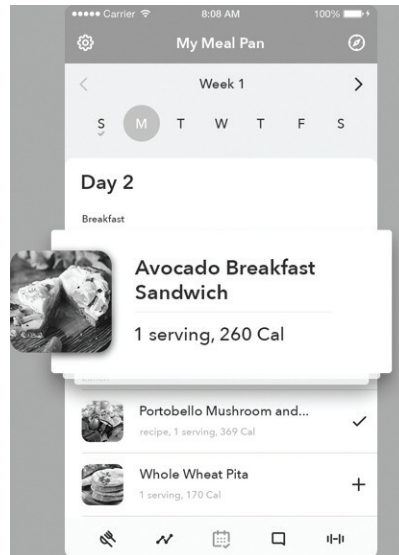 Carrier 8:08 AM 100%
My Meal Pan
Week 1
S M T W T F S
Day 2
Breakfast
Avocado Breakfast
Sandwich
1 serving, 260 Cal
Portobello Mushroom and...
recipe, 1 serving, 369 Cal
Whole Wheat Pita
1 serving, 170 Cal